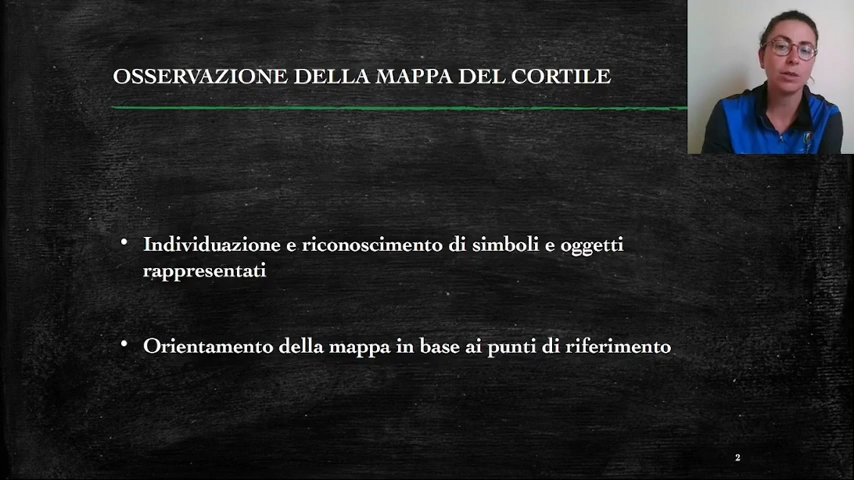 OSSERVAZIONE DELLA MAPPA DEL CORTILE
• Individuazione e riconoscimento di simboli e oggetti
rappresentati
• Orientamento della mappa in base ai punti di riferimento
2